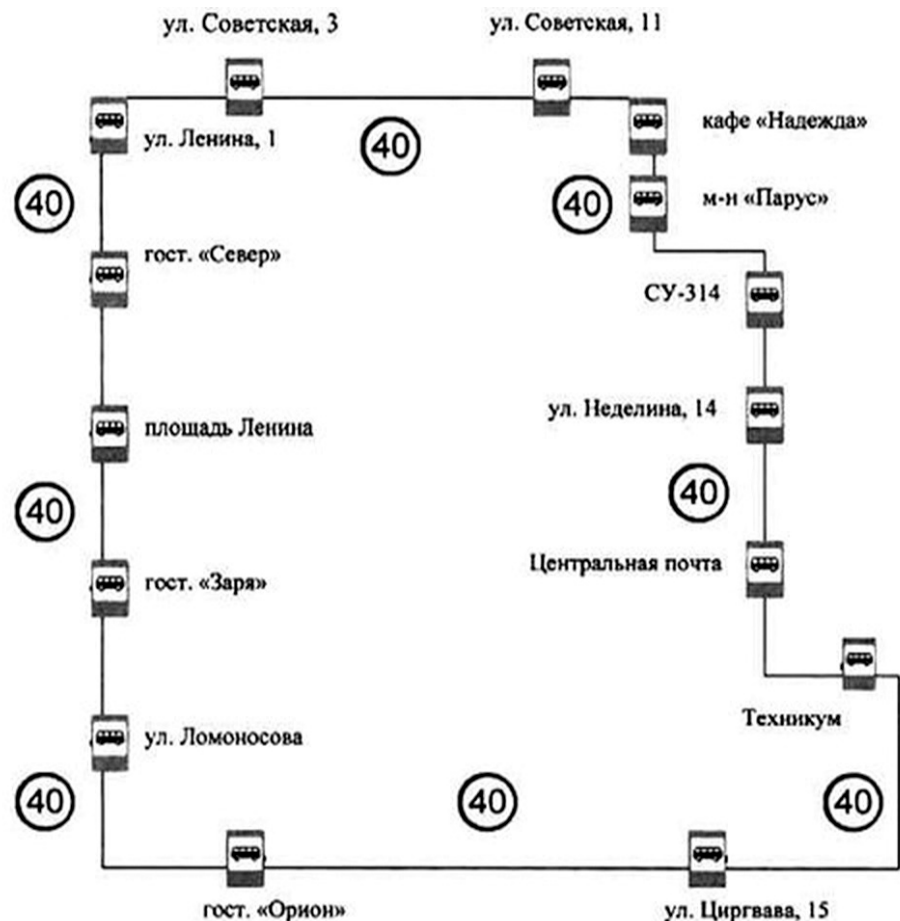 ул. Советская, 3
ул. Советская, 11
кафе «Надежда»
ул. Ленина, 1
40
40
40
м-н «Парус»
гост. «Север»
СУ-314
ул. Неделина, 14
площадь Ленина
40
40
Центральная почта
гост. «Заря»
Техникум
ул. Ломоносова
40
40
40
гост. «Орион»
ул. Циргвава, 15